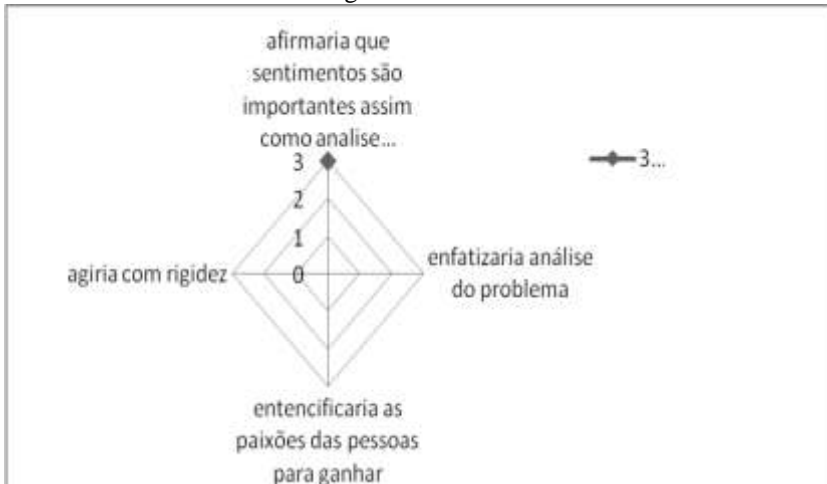 afirmaria que
sentimentos são
importantes assim
como analise...
3
3...
2
1
agiria com rigidez
0
enfatizaria análise
do problema
entencificaria as
paixões das pessoas
para ganhar